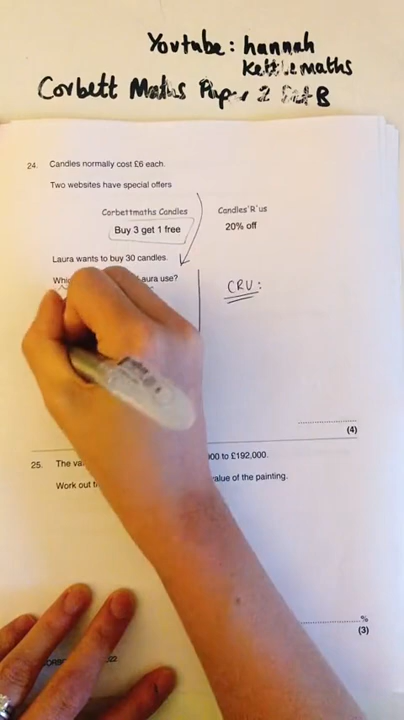 Youtube: hannah
kettlemaths
Corbett Maths Paper 2 Set B
24. Candles normally cost £6 each.
Two websites have special offers
Corbettmaths Candles
Candles'R'us
Buy 3 get 1 free
20% off
Laura wants to buy 30 candles.
Laura use?
CRU:
(4)
25. The
00 to £192,000.
Work out
value of the painting.
%
(3)